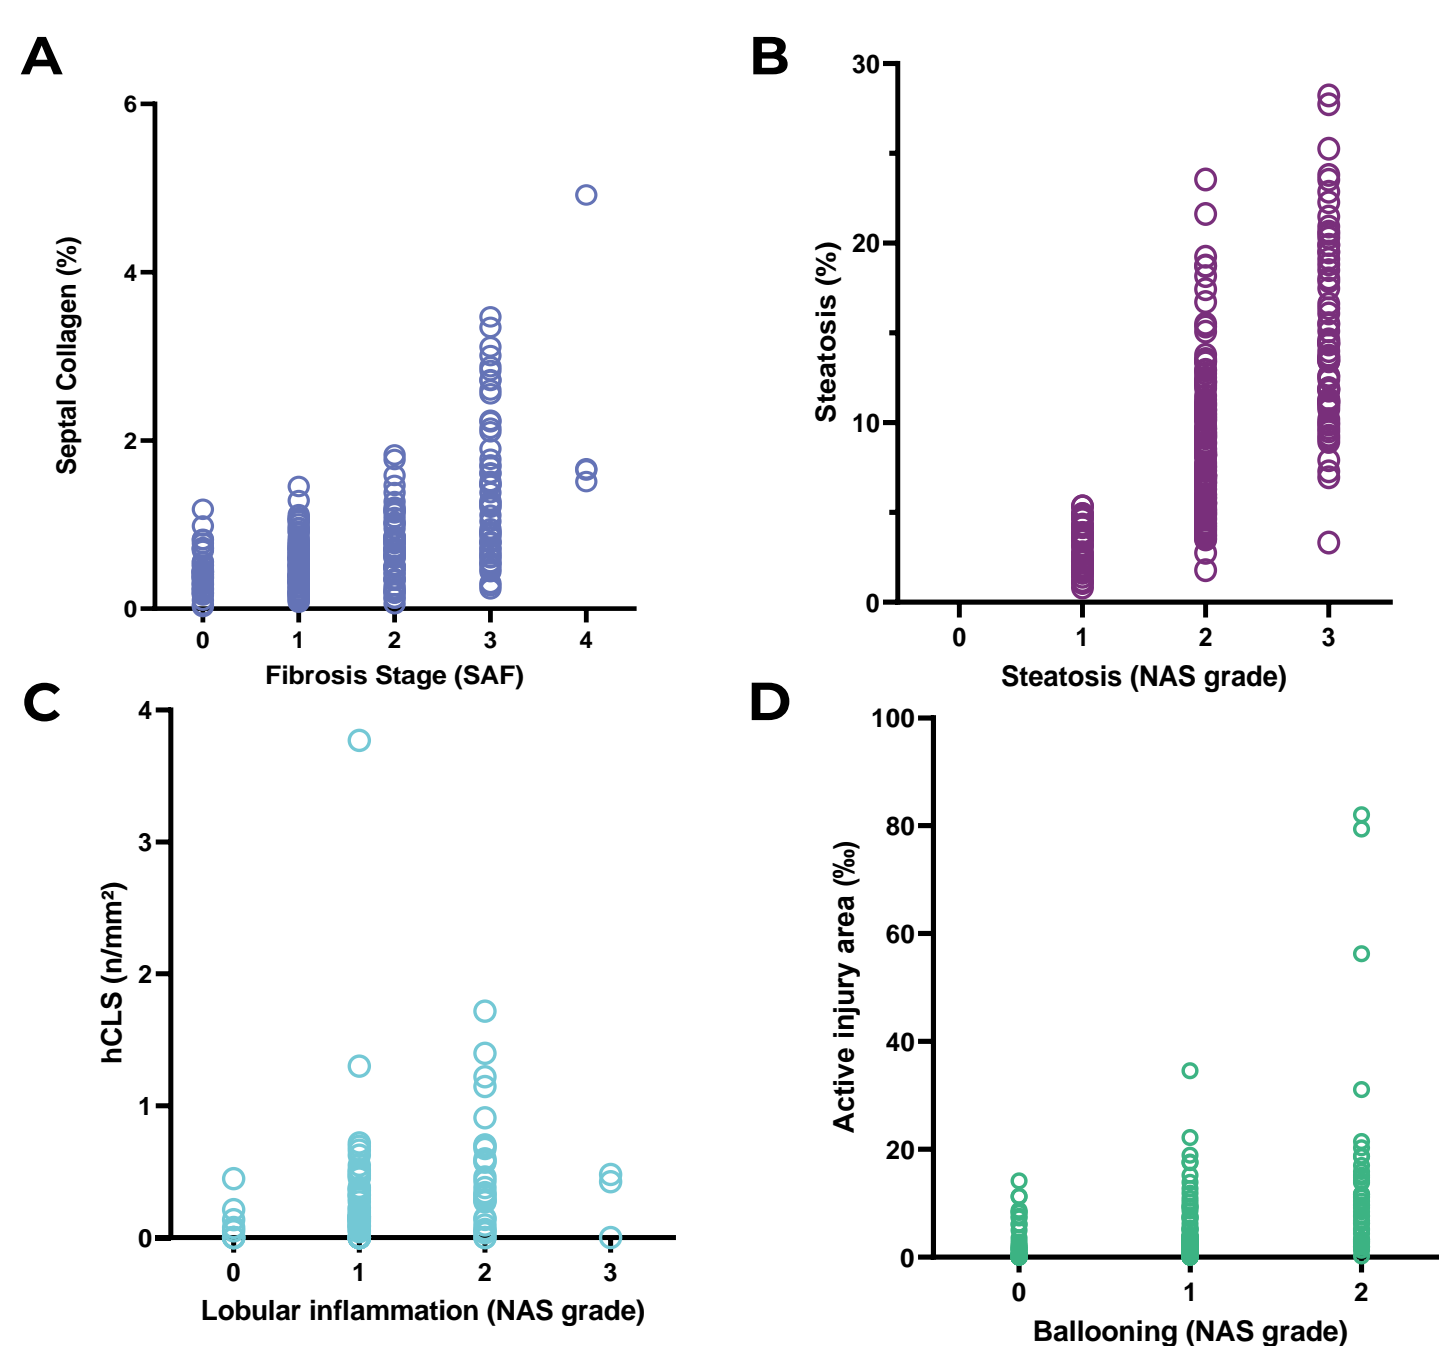 A
6
4
2
0
Septal Collagen (%)
0 1 2 3 4
Fibrosis Stage (SAF)
B
30
20
10
0
Steatosis (%)
0 1 2 3
Steatosis (NAS grade)
C
4
3
2
1
0
hCLS (n/mm²)
0 1 2 3
Lobular inflammation (NAS grade)
D
100
80
60
40
20
0
Active injury area (‰)
0 1 2
Ballooning (NAS grade)